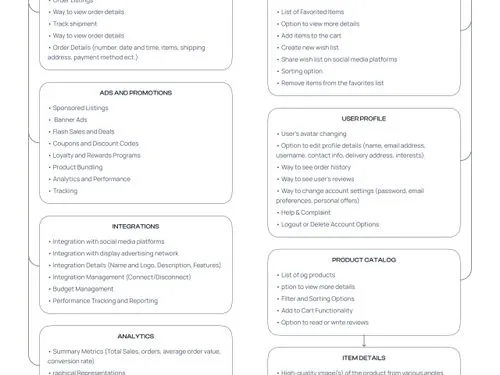 • Order Listings
• Way to view order details
• Track shipment
• Way to view order details
• Order Details (number, date and time, items, shipping
address, payment method ect.)
ADS AND PROMOTIONS
• Sponsored Listings
• Banner Ads
• Flash Sales and Deals
• Coupons and Discount Codes
• Loyalty and Rewards Programs
• Product Bundling
• Analytics and Performance
• Tracking
INTEGRATIONS
• Integration with social media platforms
• Integration with display advertising network
• Integration Details (Name and Logo, Description, Features)
• Integration Management (Connect/Disconnect)
• Budget Management
• Performance Tracking and Reporting
ANALYTICS
• Summary Metrics (Total Sales, orders, average order value,
conversion rate)
• raphical Representations
• List of Favorited Items
• Option to view more details
• Add items to the cart
• Create new wish list
• Share wish list on social media platforms
• Sorting option
• Remove items from the favorites list
USER PROFILE
• User's avatar changing
• Option to edit profile details (name, email address,
username, contact info, delivery address, interests)
• Way to see order history
• Way to see user's reviews
• Way to change account settings (password, email
preferences, personal offers)
• Help & Complaint
• Logout or Delete Account Options
PRODUCT CATALOG
• List of og products
• ption to view more details
• Filter and Sorting Options
• Add to Cart Functionality
• Option to read or write reviews
ITEM DETAILS
• High-quality image(s) of the product from various angles.